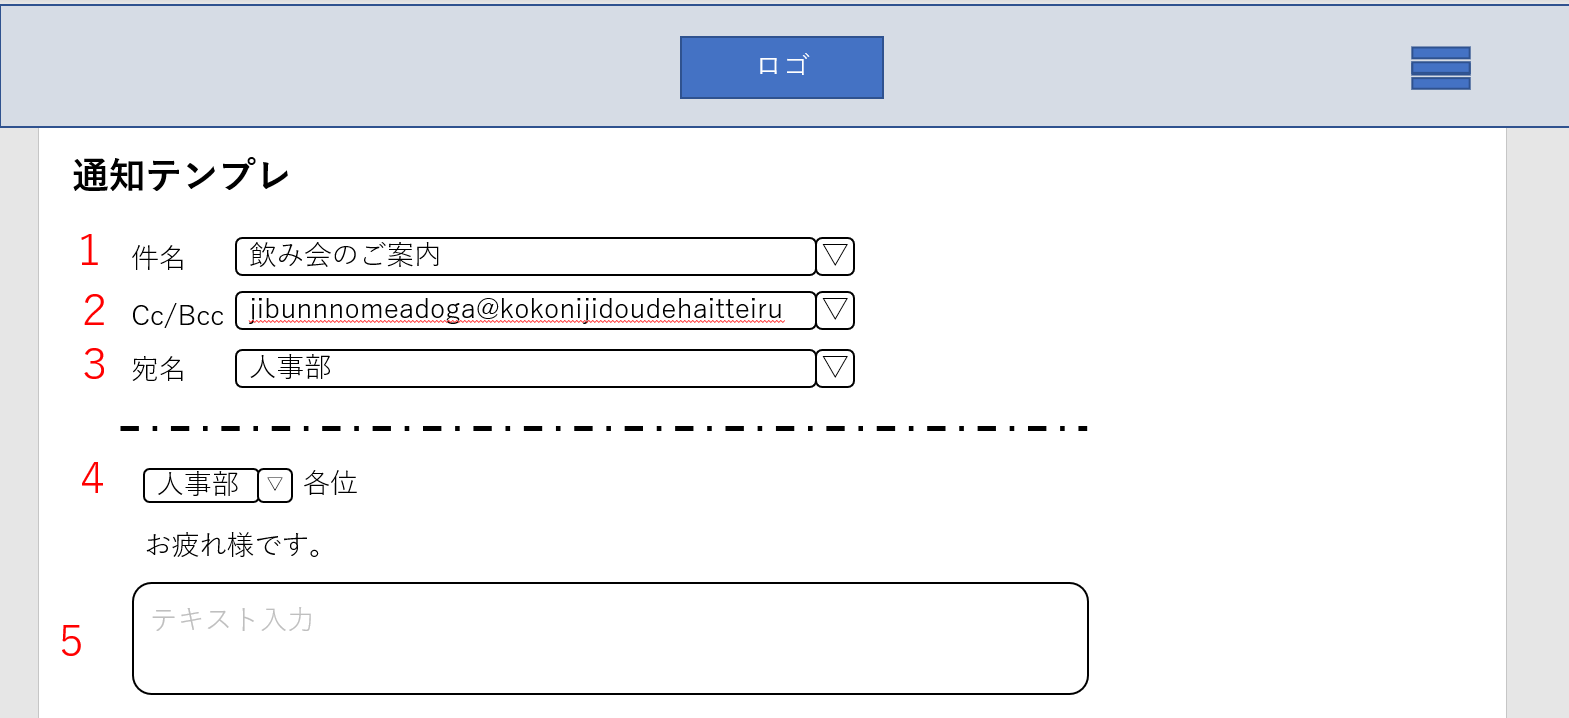 ロゴ
通知テンプレ
1 件名 飲み会のご案内 ▽
2 Cc/Bcc jibunnnomeadoga@kokonijidoudehaitteiru ▽
3 宛名 人事部 ▽
4 人事部 ▽ 各位
お疲れ様です。
テキスト入力
5